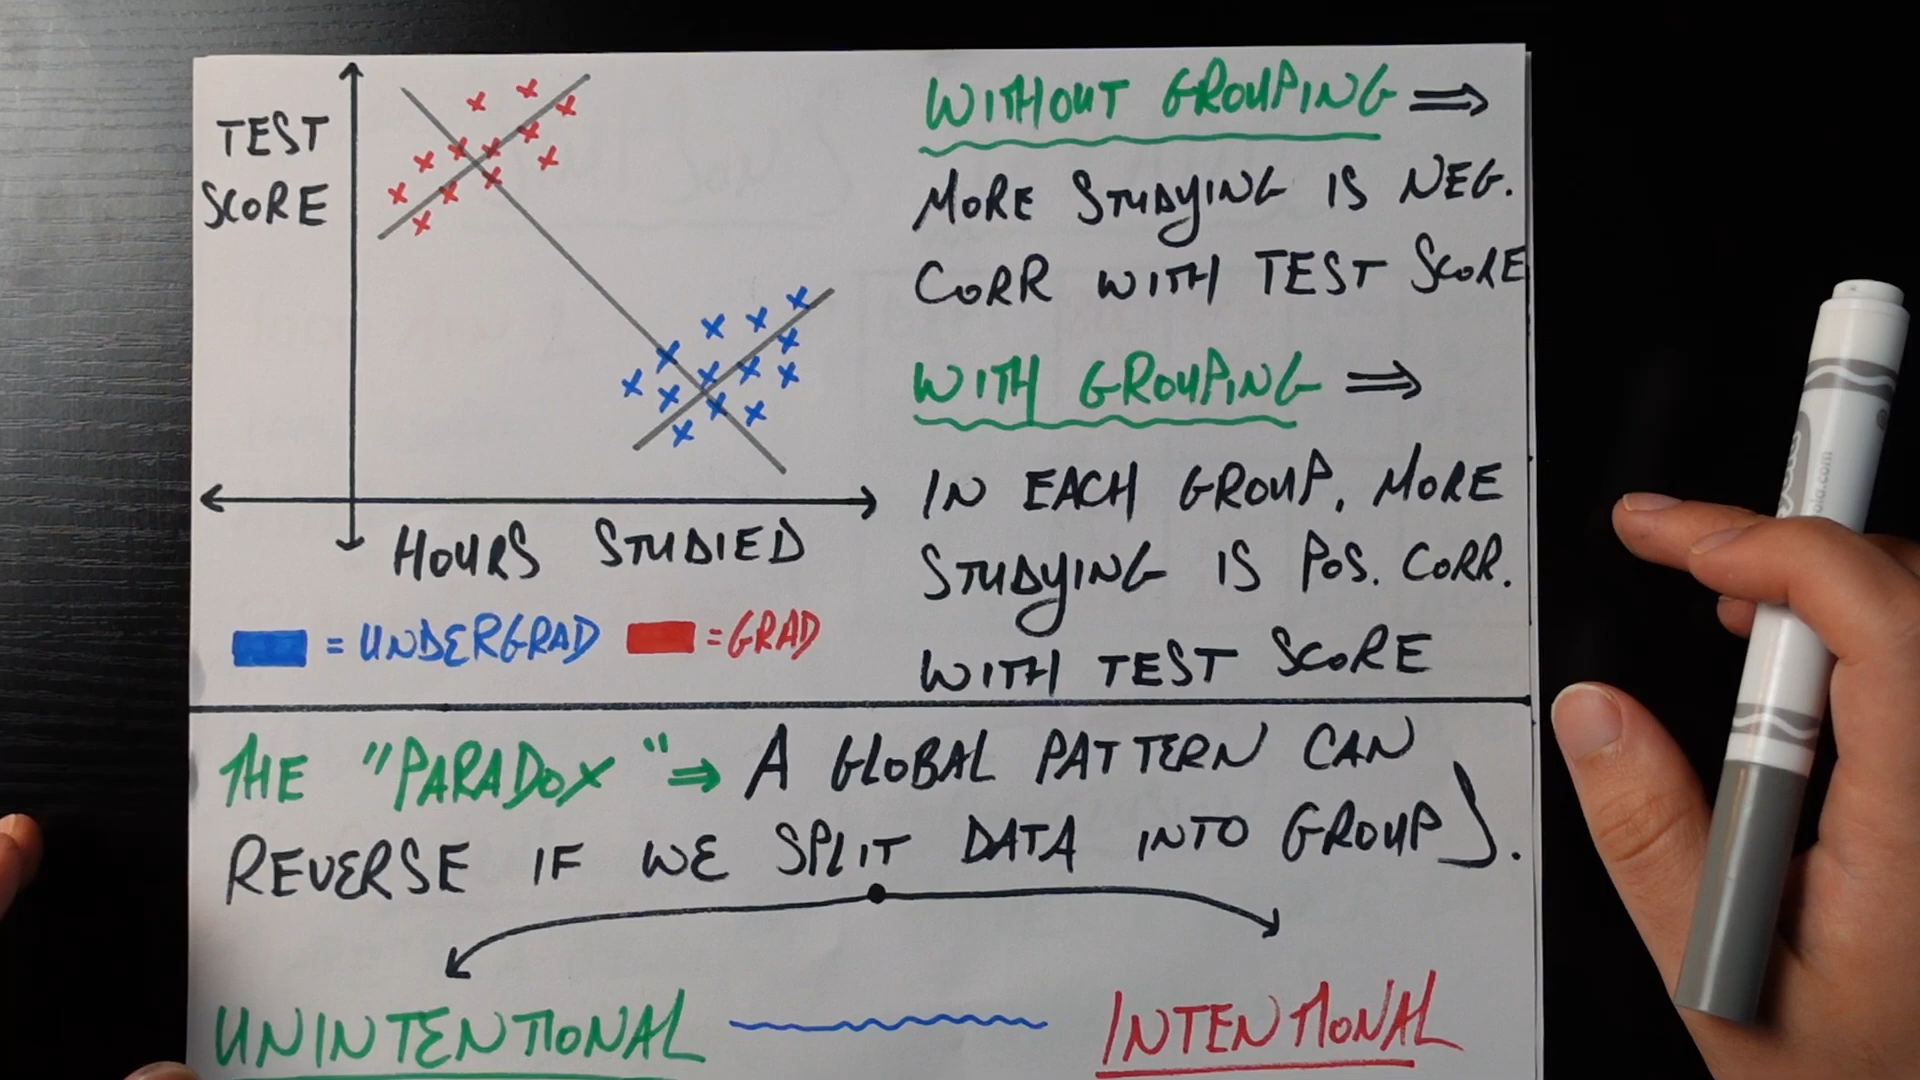 TEST
SCORE
HOURS STUDIED
= UNDERGRAD = GRAD
WITHOUT GROUPING ⇒
MORE STUDYING IS NEG.
CORR WITH TEST SCORE
WITH GROUPING ⇒
IN EACH GROUP, MORE
STUDYING IS POS. CORR.
WITH TEST SCORE
THE "PARADOX" ⇒ A GLOBAL PATTERN CAN
REVERSE IF WE SPLIT DATA INTO GROUPS.
UNINTENTIONAL INTENTIONAL